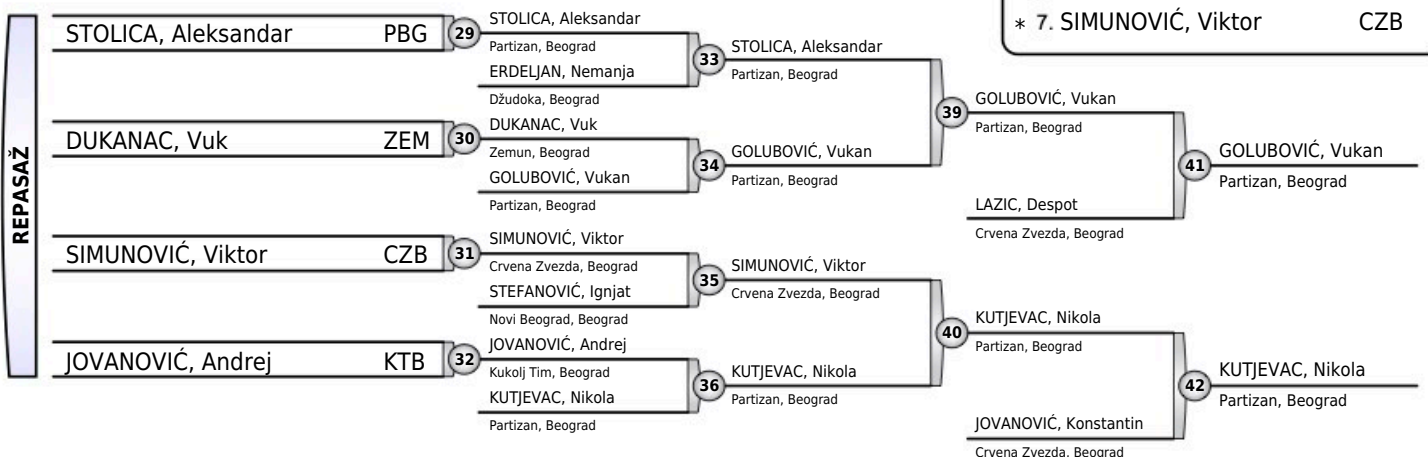 * 7. SIMUNOVIĆ, Viktor CZB
REPASAŽ
STOLICA, Aleksandar PBG
DUKANAC, Vuk ZEM
SIMUNOVIĆ, Viktor CZB
JOVANOVIĆ, Andrej KTB
29
STOLICA, Aleksandar
Partizan, Beograd
ERDELJAN, Nemanja
Džudoka, Beograd
30
DUKANAC, Vuk
Zemun, Beograd
GOLUBOVIĆ, Vukan
Partizan, Beograd
31
SIMUNOVIĆ, Viktor
Crvena Zvezda, Beograd
STEFANOVIĆ, Ignjat
Novi Beograd, Beograd
32
JOVANOVIĆ, Andrej
Kukolj Tim, Beograd
KUTJEVAC, Nikola
Partizan, Beograd
33
STOLICA, Aleksandar
Partizan, Beograd
34
GOLUBOVIĆ, Vukan
Partizan, Beograd
35
SIMUNOVIĆ, Viktor
Crvena Zvezda, Beograd
36
KUTJEVAC, Nikola
Partizan, Beograd
39
GOLUBOVIĆ, Vukan
Partizan, Beograd
LAZIC, Despot
Crvena Zvezda, Beograd
40
KUTJEVAC, Nikola
Partizan, Beograd
JOVANOVIĆ, Konstantin
Crvena Zvezda, Beograd
41
GOLUBOVIĆ, Vukan
Partizan, Beograd
42
KUTJEVAC, Nikola
Partizan, Beograd